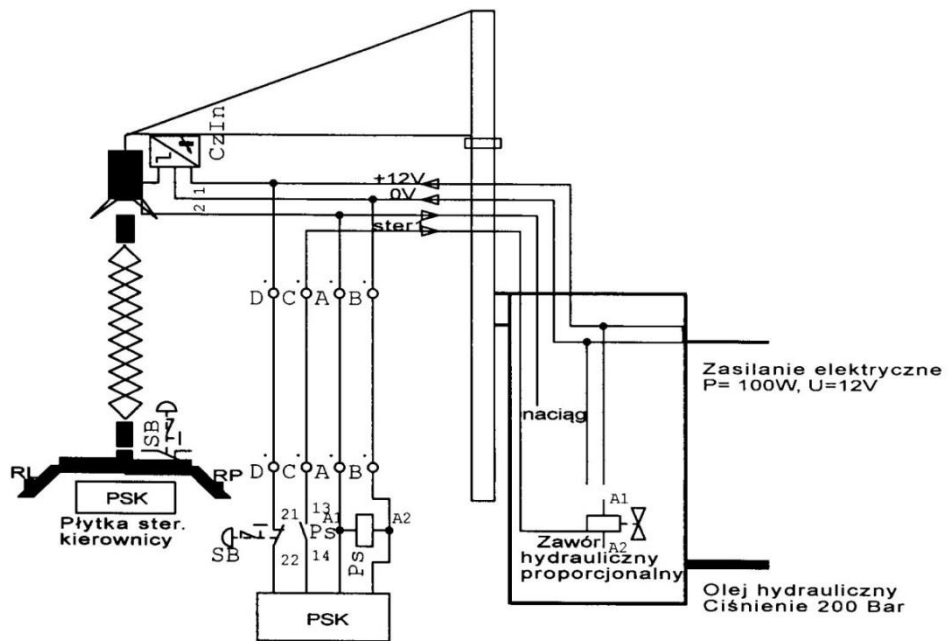 CzIn
+12V
1
0V
2
ster1
D C A B
Zasilanie elektryczne
P= 100W, U=12V
naciąg
SB
D C A B
RL
RP
PSK
Płytka ster.
kierownicy
21
13
Ps
A1
A2
SB
22
14
Ps
PSK
A1
A2
Zawór
hydrauliczny
proporcjonalny
Olej hydrauliczny
Ciśnienie 200 Bar